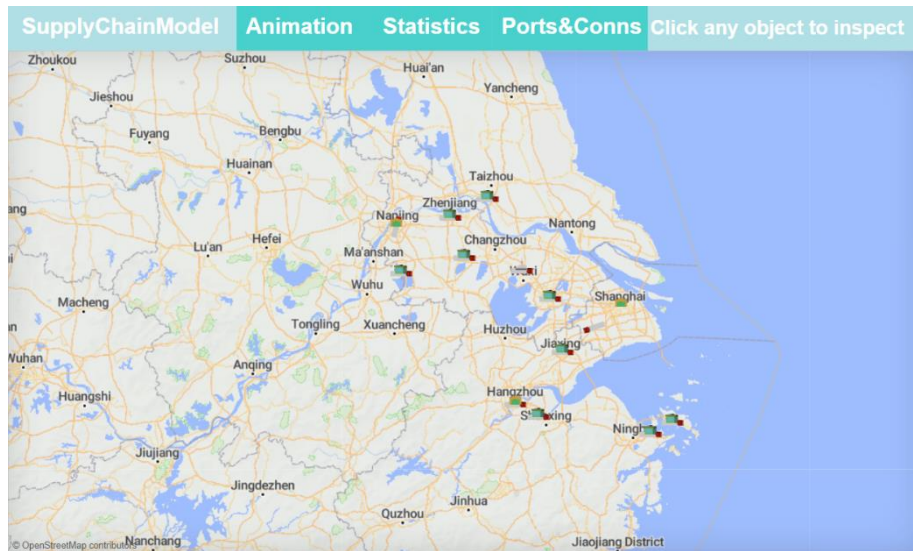 SupplyChainModel Animation Statistics Ports&Conns Click any object to inspect
Zhoukou
Suzhou
Huai'an
Yancheng
Jieshou
Fuyang
Bengbu
Huainan
Taizhou
Zhenjiang
Nanjing
Nantong
Lu'an
Hefei
Ma'anshan
Changzhou
Wuhu
Shanghai
Macheng
Tongling
Xuancheng
Huzhou
Jiaxing
Wuhan
Anqing
Huangshi
Hangzhou
Jiujiang
Jingdezhen
Jinhua
Quzhou
Nanchang
Jiaojiang District
© OpenStreetMap contributors